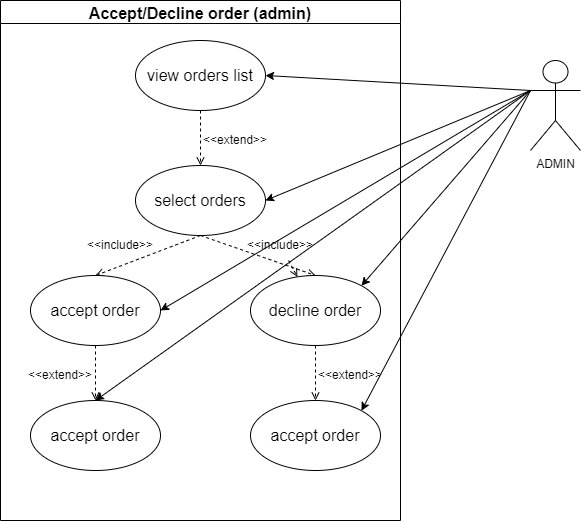 Accept/Decline order (admin)
view orders list
<<extend>>
ADMIN
select orders
<<include>>
<<include>>
accept order
decline order
<<extend>>
<<extend>>
accept order
accept order